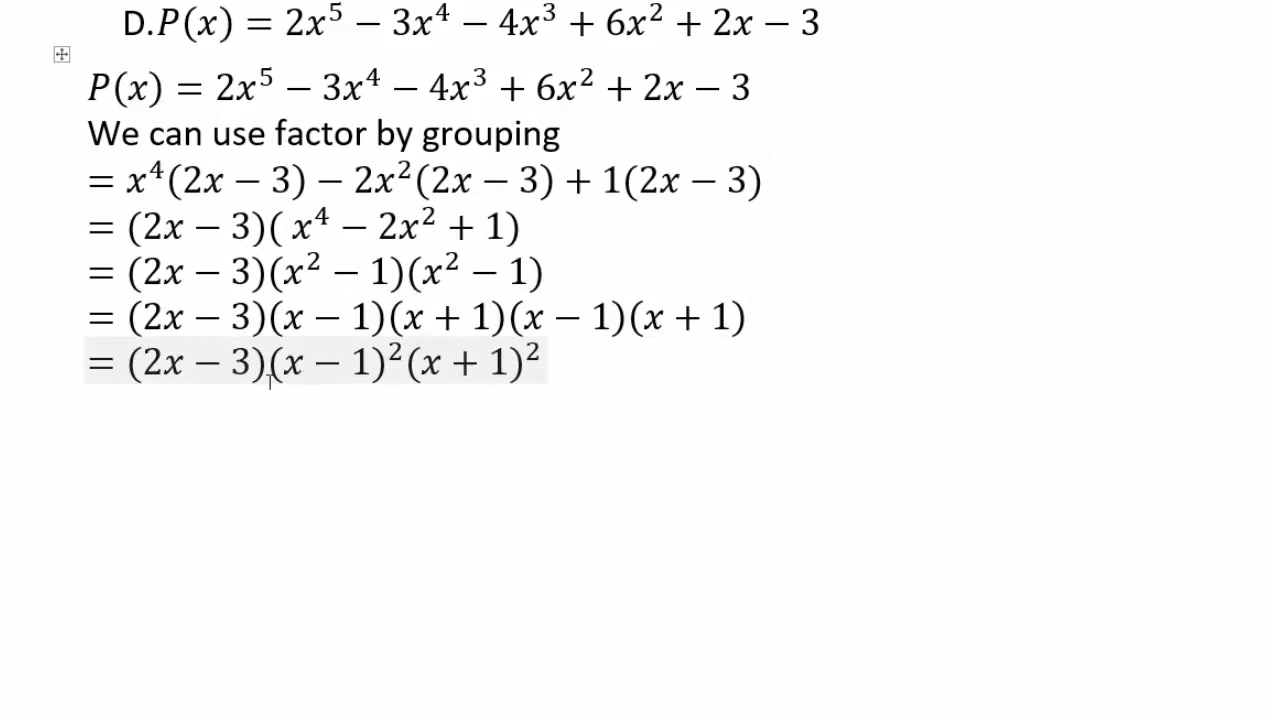 D.P(x) = 2x⁵ − 3x⁴ − 4x³ + 6x² + 2x − 3
P(x) = 2x⁵ − 3x⁴ − 4x³ + 6x² + 2x − 3
We can use factor by grouping
= x⁴(2x − 3) − 2x²(2x − 3) + 1(2x − 3)
= (2x − 3)( x⁴ − 2x² + 1)
= (2x − 3)(x² − 1)(x² − 1)
= (2x − 3)(x − 1)(x + 1)(x − 1)(x + 1)
= (2x − 3)(x − 1)²(x + 1)²